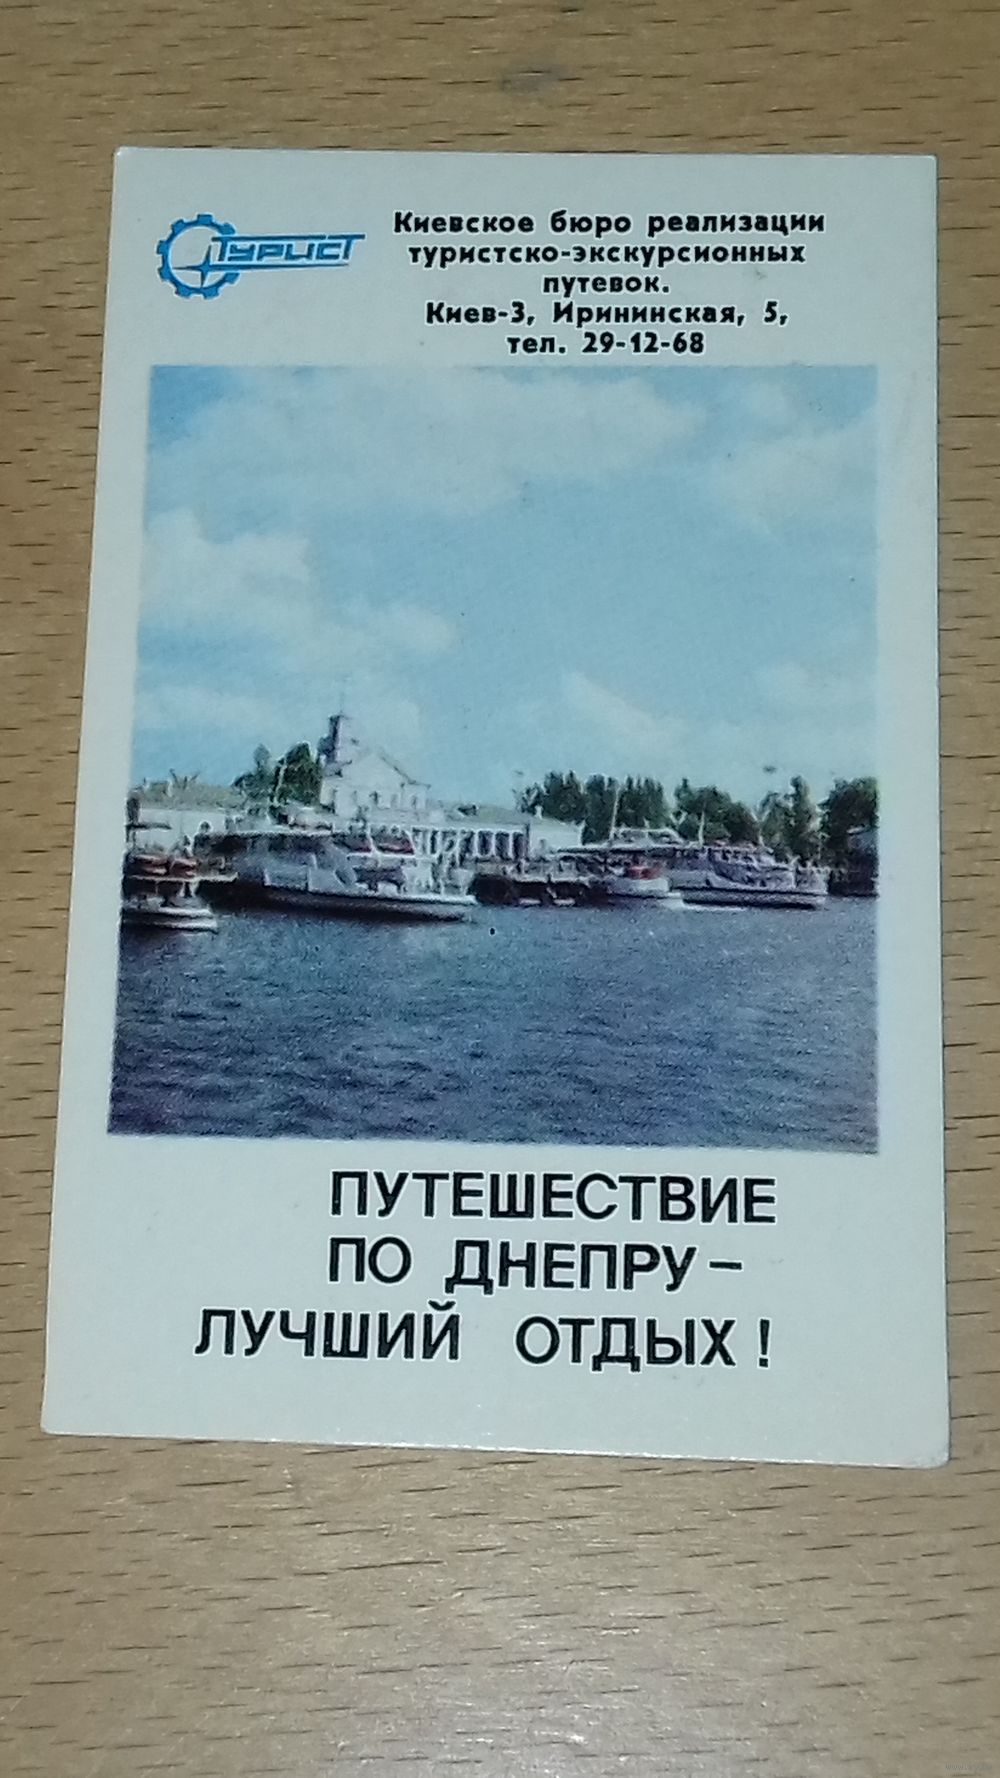 ТУРИСТ
Киевское бюро реализации
туристско-экскурсионных
путевок.
Киев-3, Ирининская, 5,
тел. 29-12-68
ПУТЕШЕСТВИЕ
ПО ДНЕПРУ –
ЛУЧШИЙ ОТДЫХ!